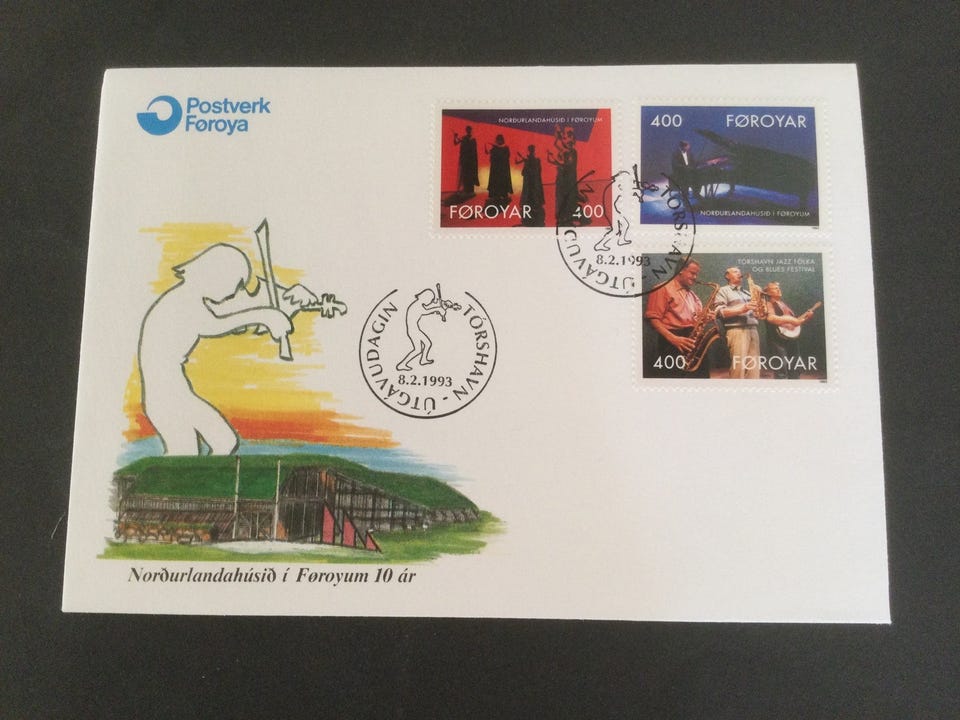 Postverk
Føroya
NORÐURLANDAHÚSIÐ Í FØROYUM
FØROYAR 400
400 FØROYAR
NORÐURLANDAHÚSIÐ Í FØROYUM
TÓRSHAVN - ÚTGÁVUDAGIN
8.2.1993
TÓRSHAVN JAZZ FÓLKA
OG BLUES FESTIVAL
400 FØROYAR
TÓRSHAVN - ÚTGÁVUDAGIN
8.2.1993
Norðurlandahúsið í Føroyum 10 ár